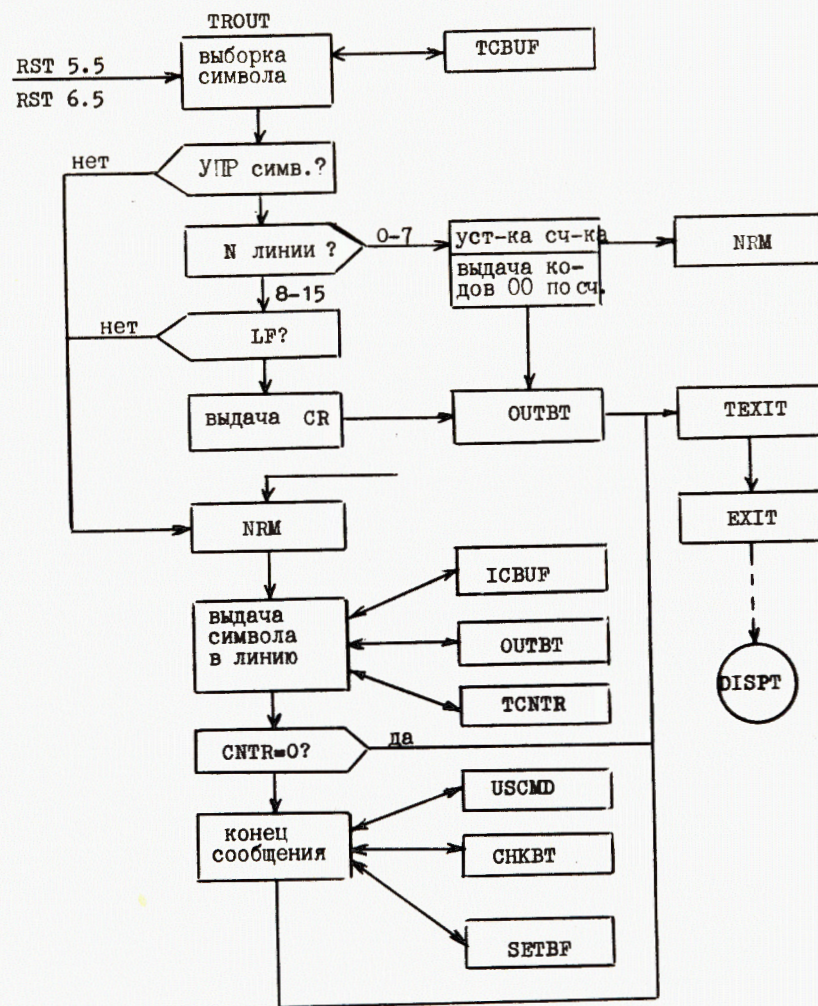 TROUT
RST 5.5
RST 6.5
выборка
символа
TCBUF
нет
УПР симв.?
N линии ?
0-7
уст-ка сч-ка
выдача ко-
дов 00 по сч.
NRM
8-15
нет
LF?
выдача CR
OUTBT
TEXIT
EXIT
DISPT
NRM
выдача
символа
в линию
ICBUF
OUTBT
TCNTR
CNTR=0?
да
конец
сообщения
USCMD
CHKBT
SETBF